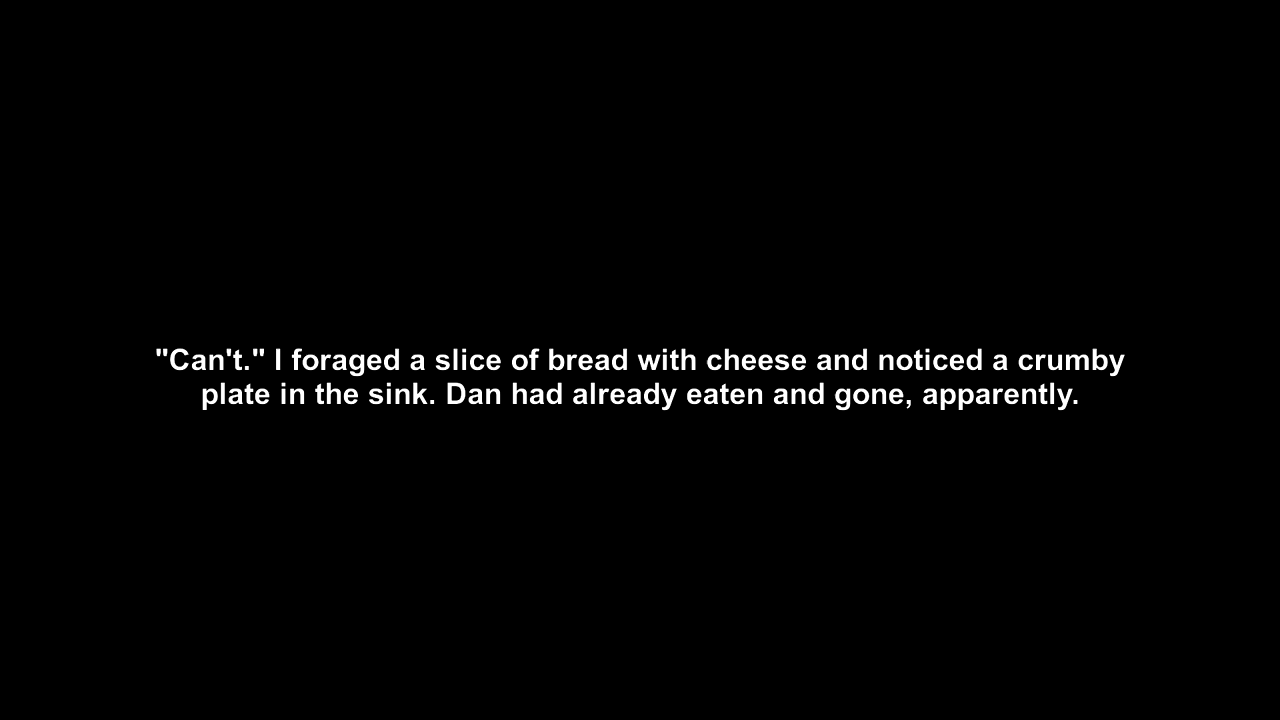 "Can't." I foraged a slice of bread with cheese and noticed a crumby
plate in the sink. Dan had already eaten and gone, apparently.